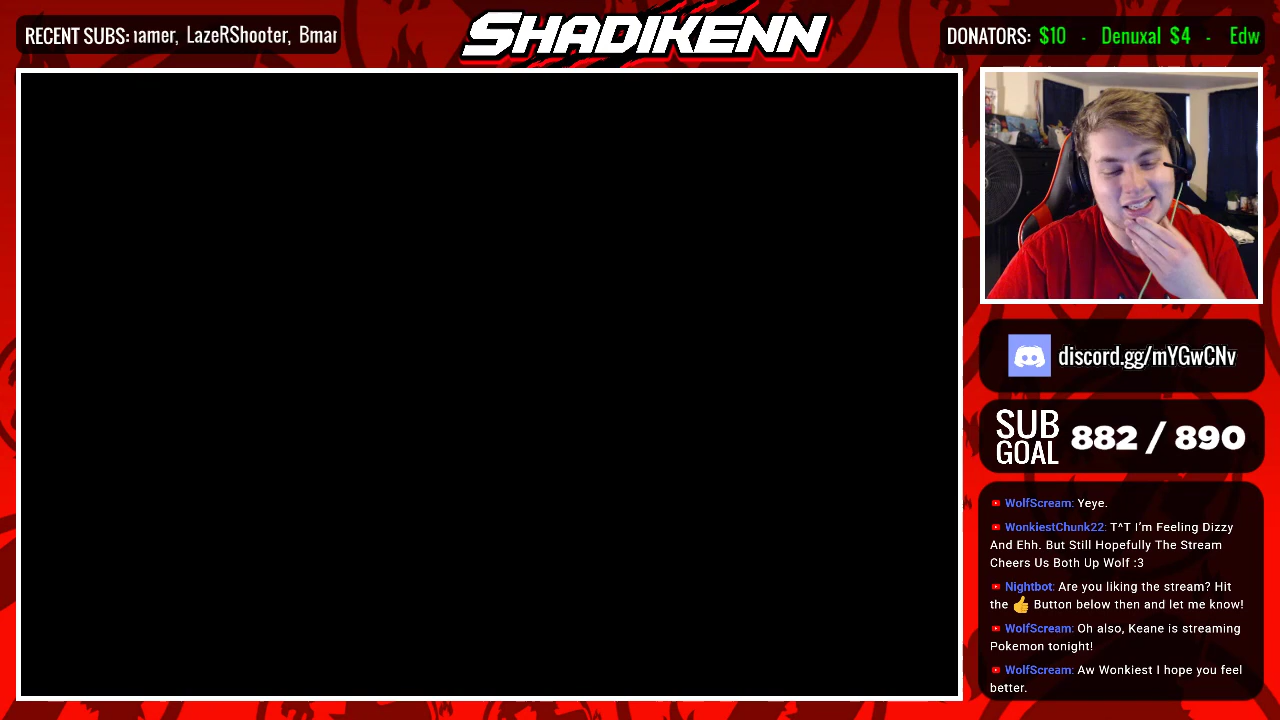 RECENT SUBS: namer, LazeRShooter, Bmar
SHADIKENN
DONATORS: $10 - Denuxal $4 - Edw
discord.gg/mYGwCNv
SUB GOAL 882 / 890
WolfScream: Yeye.
WonkiestChunk22: T^T I'm Feeling Dizzy
And Ehh. But Still Hopefully The Stream
Cheers Us Both Up Wolf :3
Nightbot: Are you liking the stream? Hit
the 👍 Button below then and let me know!
WolfScream: Oh also, Keane is streaming
Pokemon tonight!
WolfScream: Aw Wonkiest I hope you feel
better.